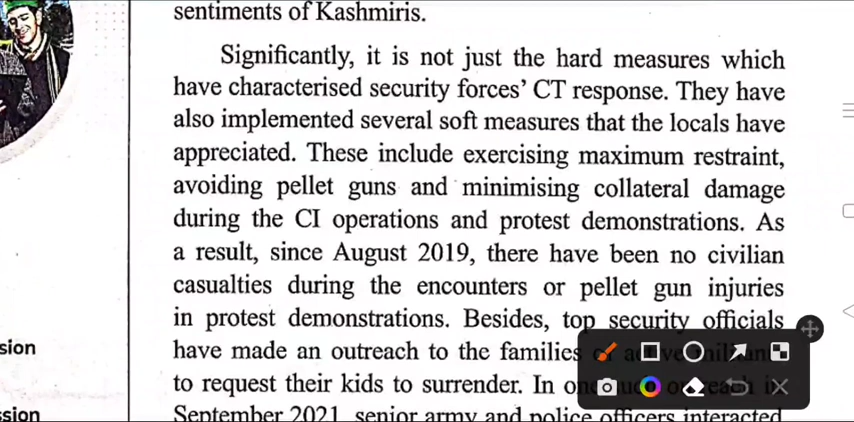 sentiments of Kashmiris.
Significantly, it is not just the hard measures which
have characterised security forces' CT response. They have
also implemented several soft measures that the locals have
appreciated. These include exercising maximum restraint,
avoiding pellet guns and minimising collateral damage
during the CI operations and protest demonstrations. As
a result, since August 2019, there have been no civilian
casualties during the encounters or pellet gun injuries
in protest demonstrations. Besides, top security officials
have made an outreach to the families
to request their kids to surrender. In
September 2021, senior army and police officers interacted
sion
ssion